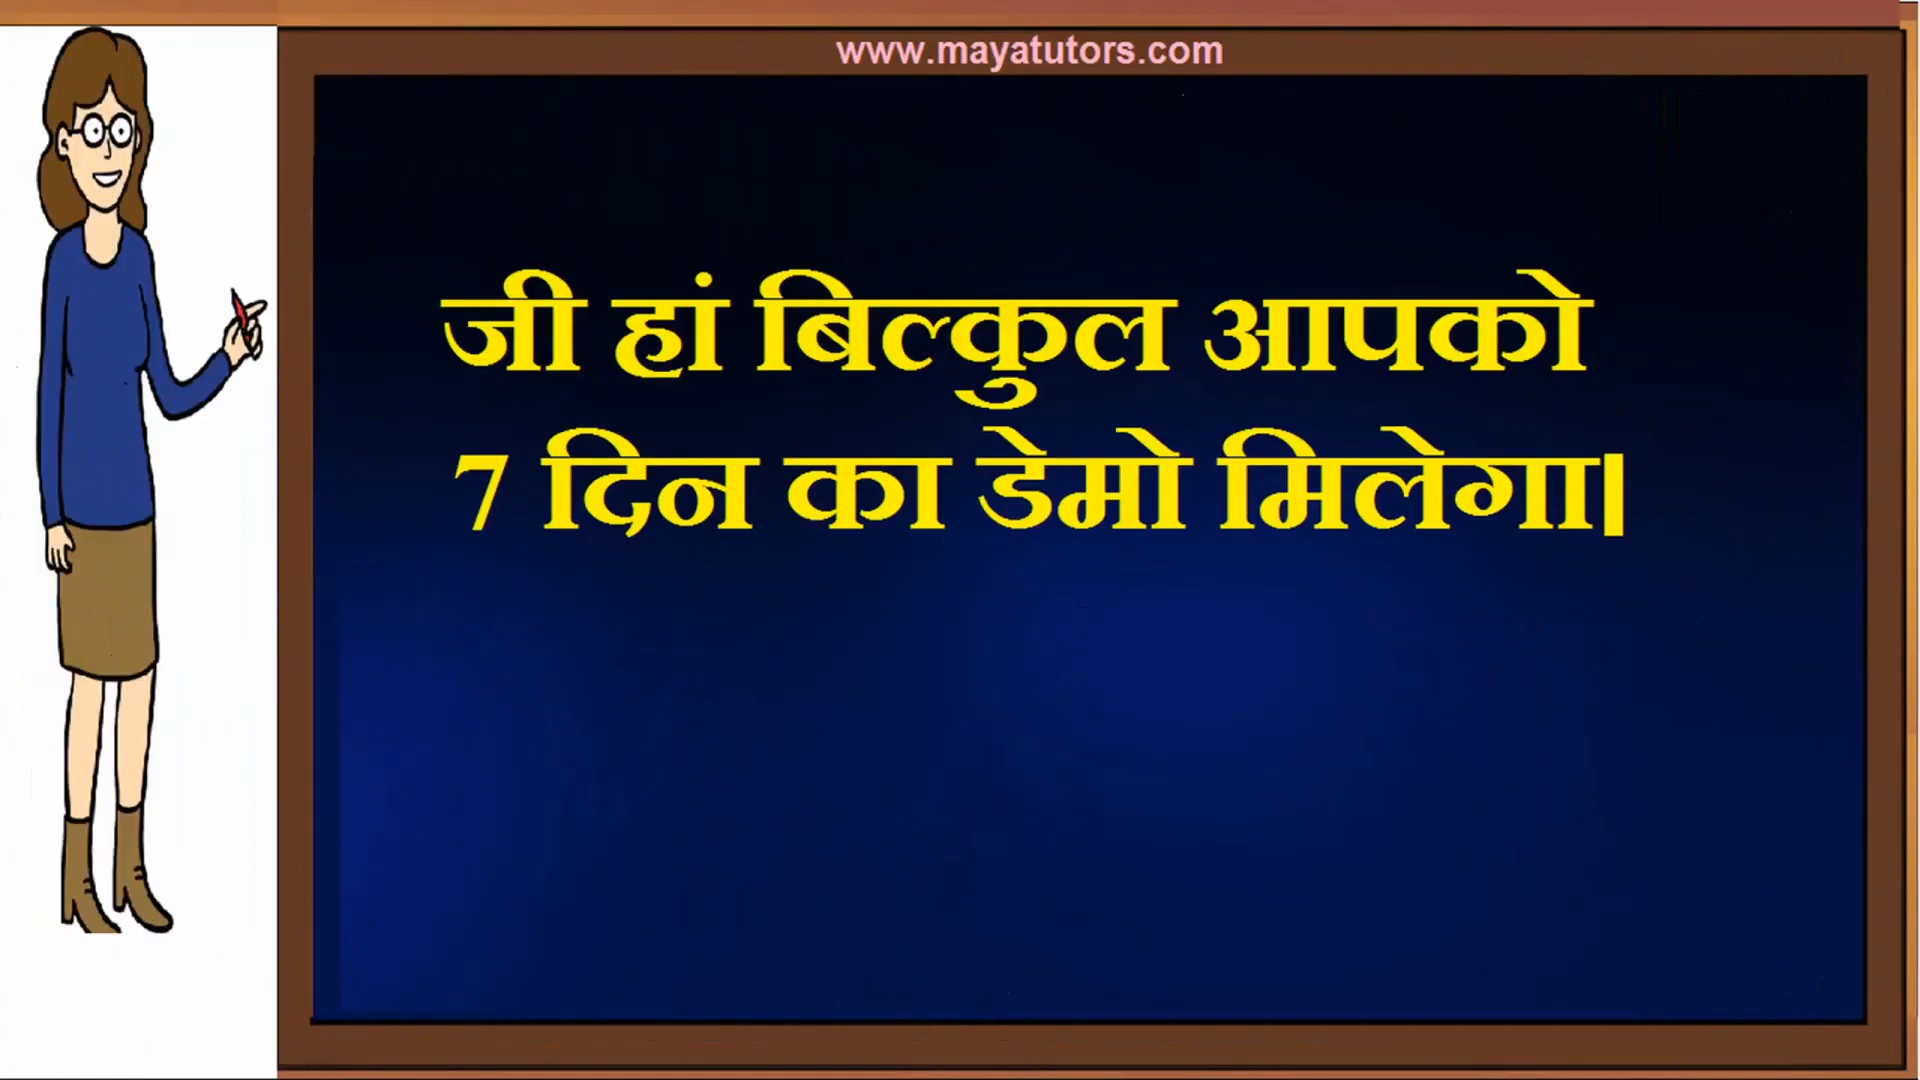 www.mayatutors.com
जी हां बिल्कुल आपको
7 दिन का डेमो मिलेगा।